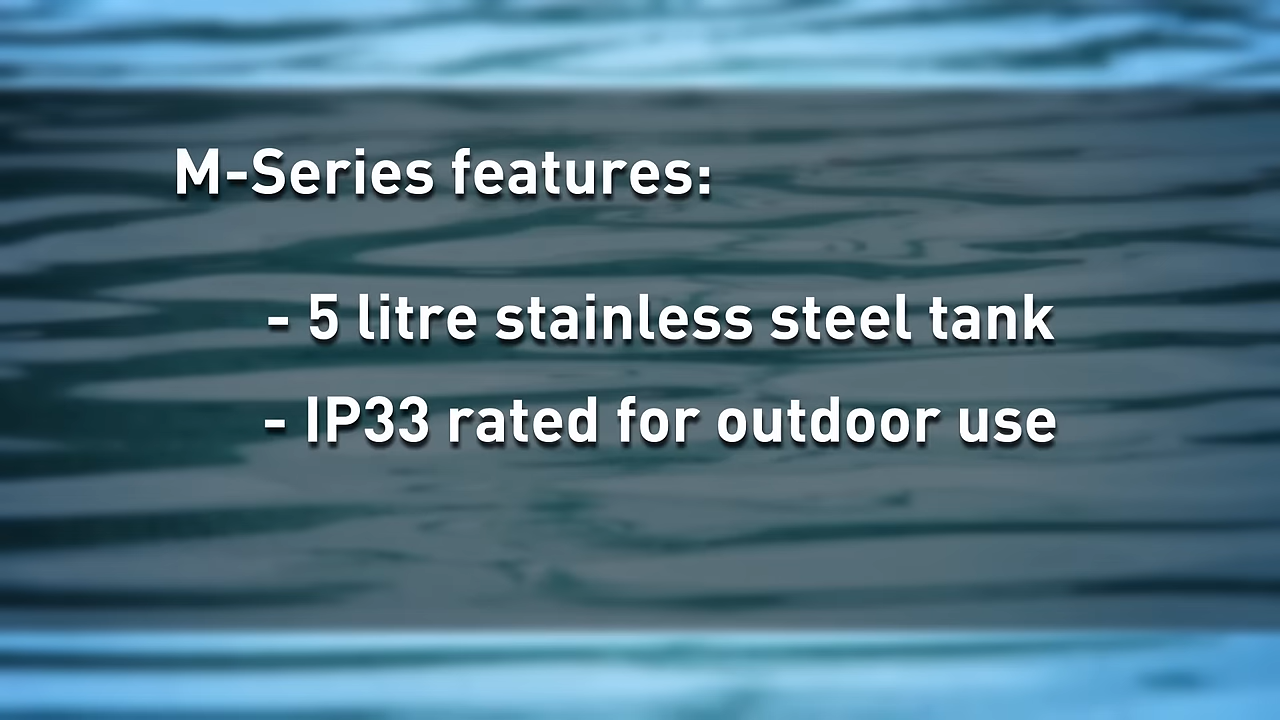 M-Series features:
- 5 litre stainless steel tank
- IP33 rated for outdoor use